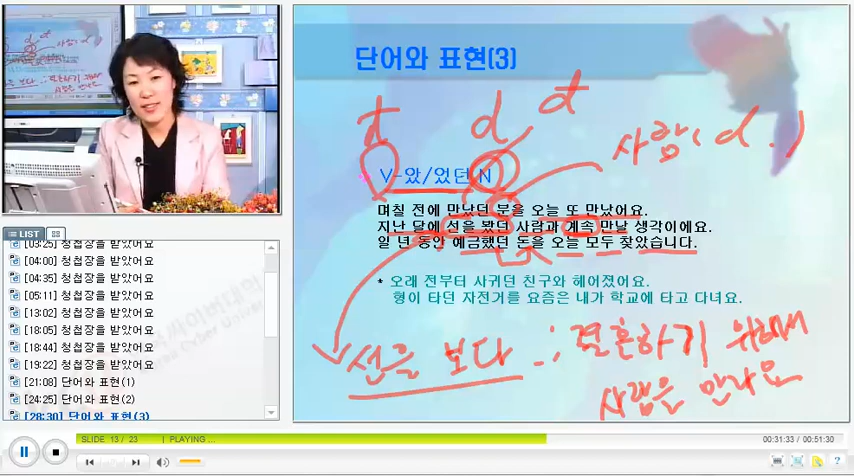 단어와 표현(3)
V-았/었던 N
사람
며칠 전에 만났던 분을 오늘 또 만났어요.
지난 달에 선을 봤던 사람과 계속 만날 생각이에요.
일 년 동안 예금했던 돈을 오늘 모두 찾았습니다.
* 오래 전부터 사귀던 친구와 헤어졌어요.
형이 타던 자전거를 요즘은 내가 학교에 타고 다녀요.
선을 보다 : 결혼하기 위해서
사람을 만나요
LIST
[03:25] 청첩장을 받았어요
[04:00] 청첩장을 받았어요
[04:35] 청첩장을 받았어요
[05:11] 청첩장을 받았어요
[13:02] 청첩장을 받았어요
[18:05] 청첩장을 받았어요
[18:44] 청첩장을 받았어요
[19:22] 청첩장을 받았어요
[21:08] 단어와 표현(1)
[24:25] 단어와 표현(2)
[28:30] 단어와 표현(3)
SLIDE 13 / 23 | PLAYING ...
00:31:33 / 00:51:30